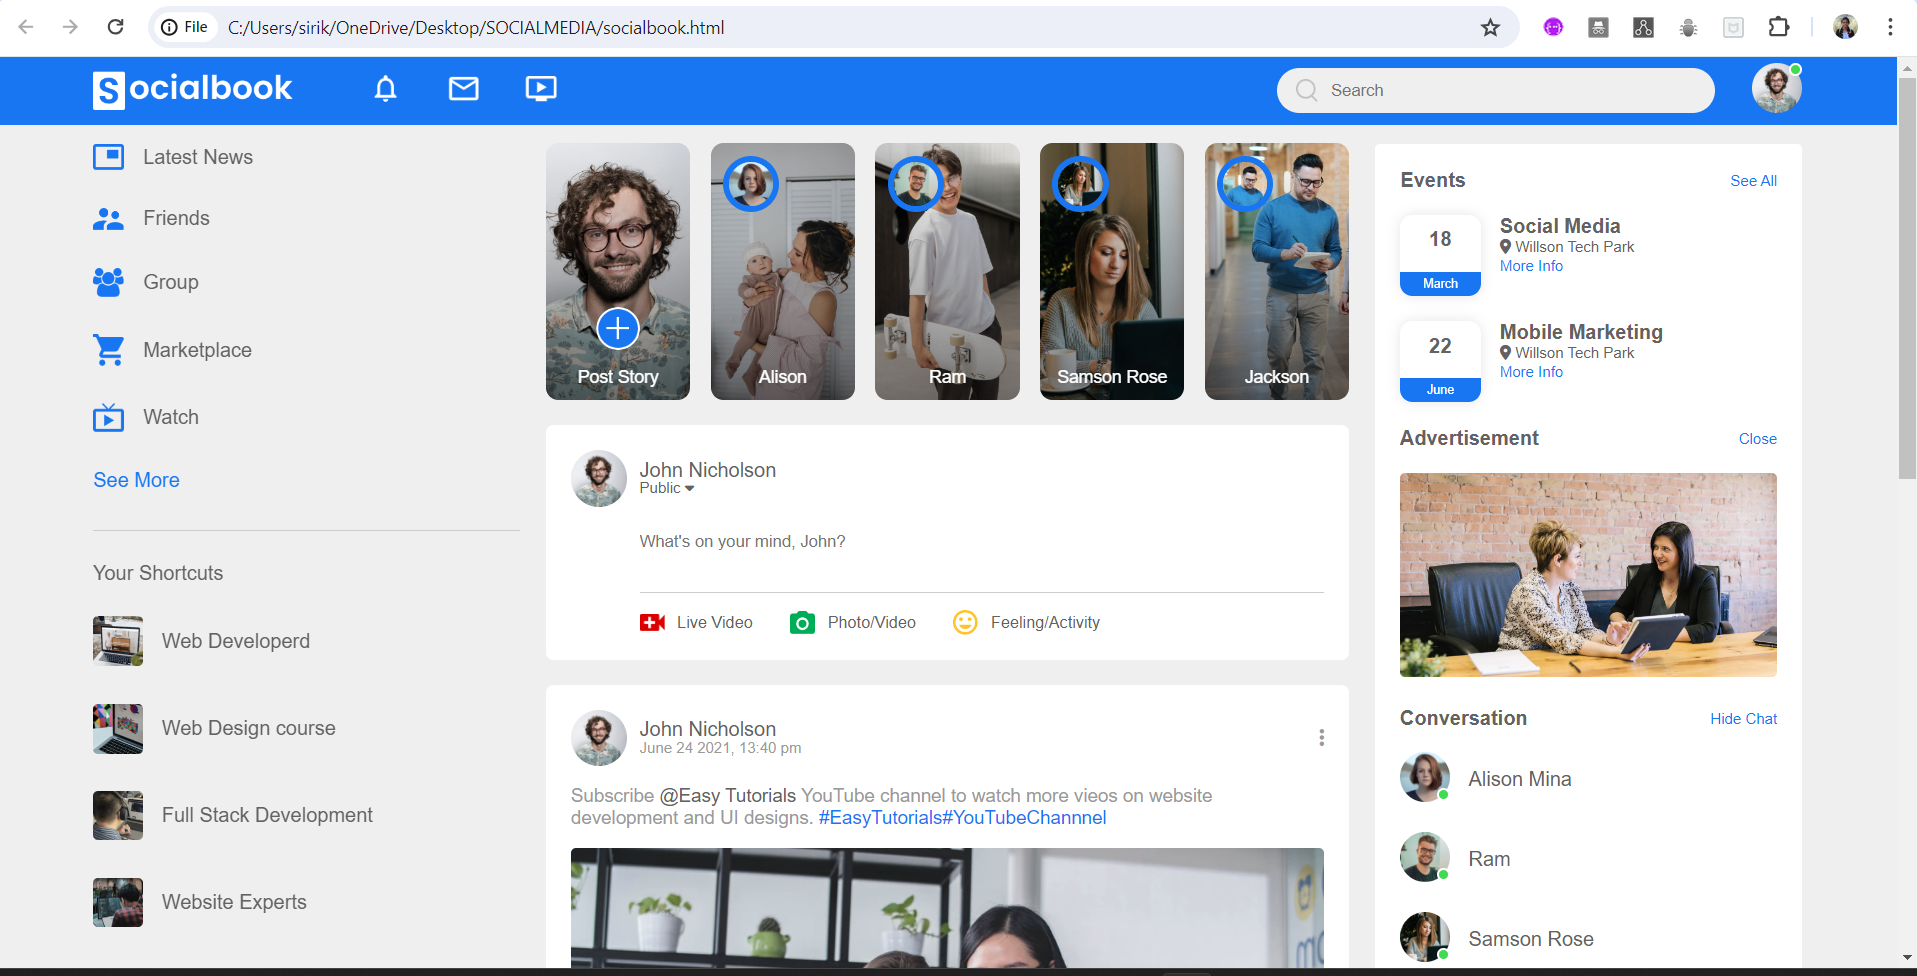 File
C:/Users/sirik/OneDrive/Desktop/SOCIALMEDIA/socialbook.html
Socialbook
Search
Latest News
Friends
Group
Marketplace
Watch
See More
Your Shortcuts
Web Developerd
Web Design course
Full Stack Development
Website Experts
Post Story
Alison
Ram
Samson Rose
Jackson
John Nicholson
Public
What's on your mind, John?
Live Video
Photo/Video
Feeling/Activity
John Nicholson
June 24 2021, 13:40 pm
Subscribe @Easy Tutorials YouTube channel to watch more vieos on website
development and UI designs. #EasyTutorials#YouTubeChannnel
Events
See All
18
March
Social Media
Willson Tech Park
More Info
22
June
Mobile Marketing
Willson Tech Park
More Info
Advertisement
Close
Conversation
Hide Chat
Alison Mina
Ram
Samson Rose